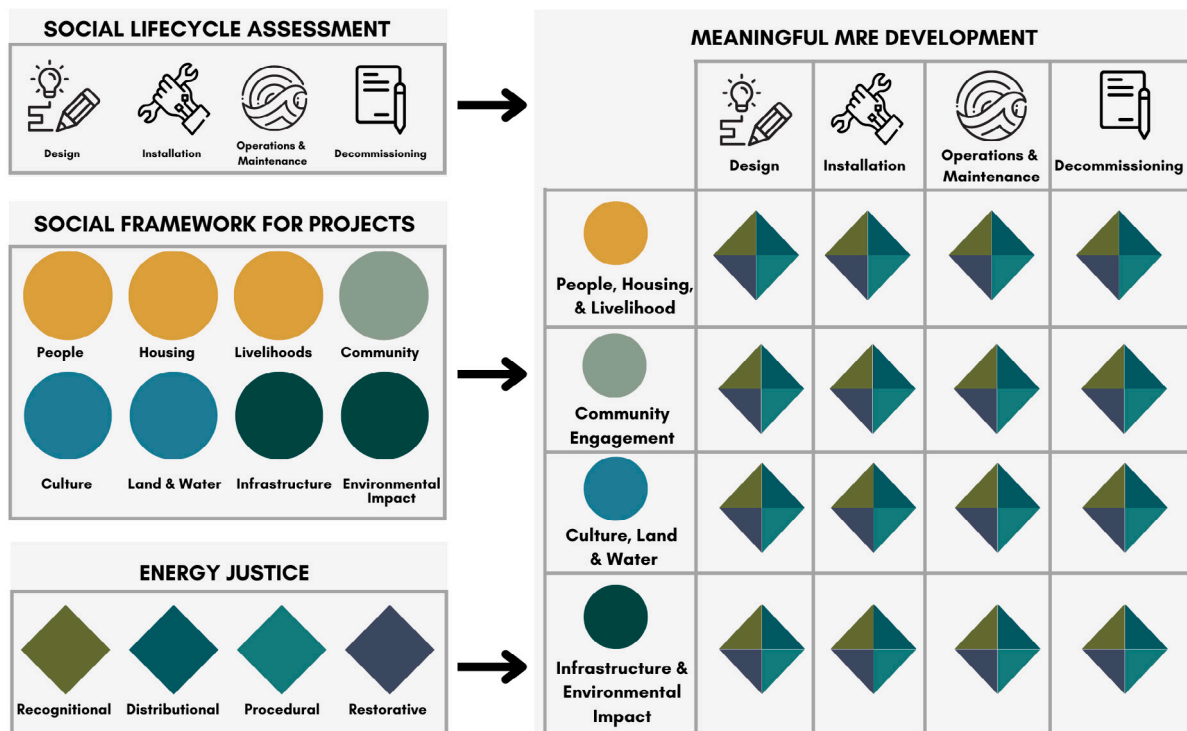 SOCIAL LIFECYCLE ASSESSMENT
Design
Installation
Operations &
Maintenance
Decommissioning
SOCIAL FRAMEWORK FOR PROJECTS
People
Housing
Livelihoods
Community
Culture
Land & Water
Infrastructure
Environmental
Impact
ENERGY JUSTICE
Recognitional
Distributional
Procedural
Restorative
MEANINGFUL MRE DEVELOPMENT
Design
Installation
Operations &
Maintenance
Decommissioning
People, Housing,
& Livelihood
Community
Engagement
Culture, Land
& Water
Infrastructure &
Environmental
Impact